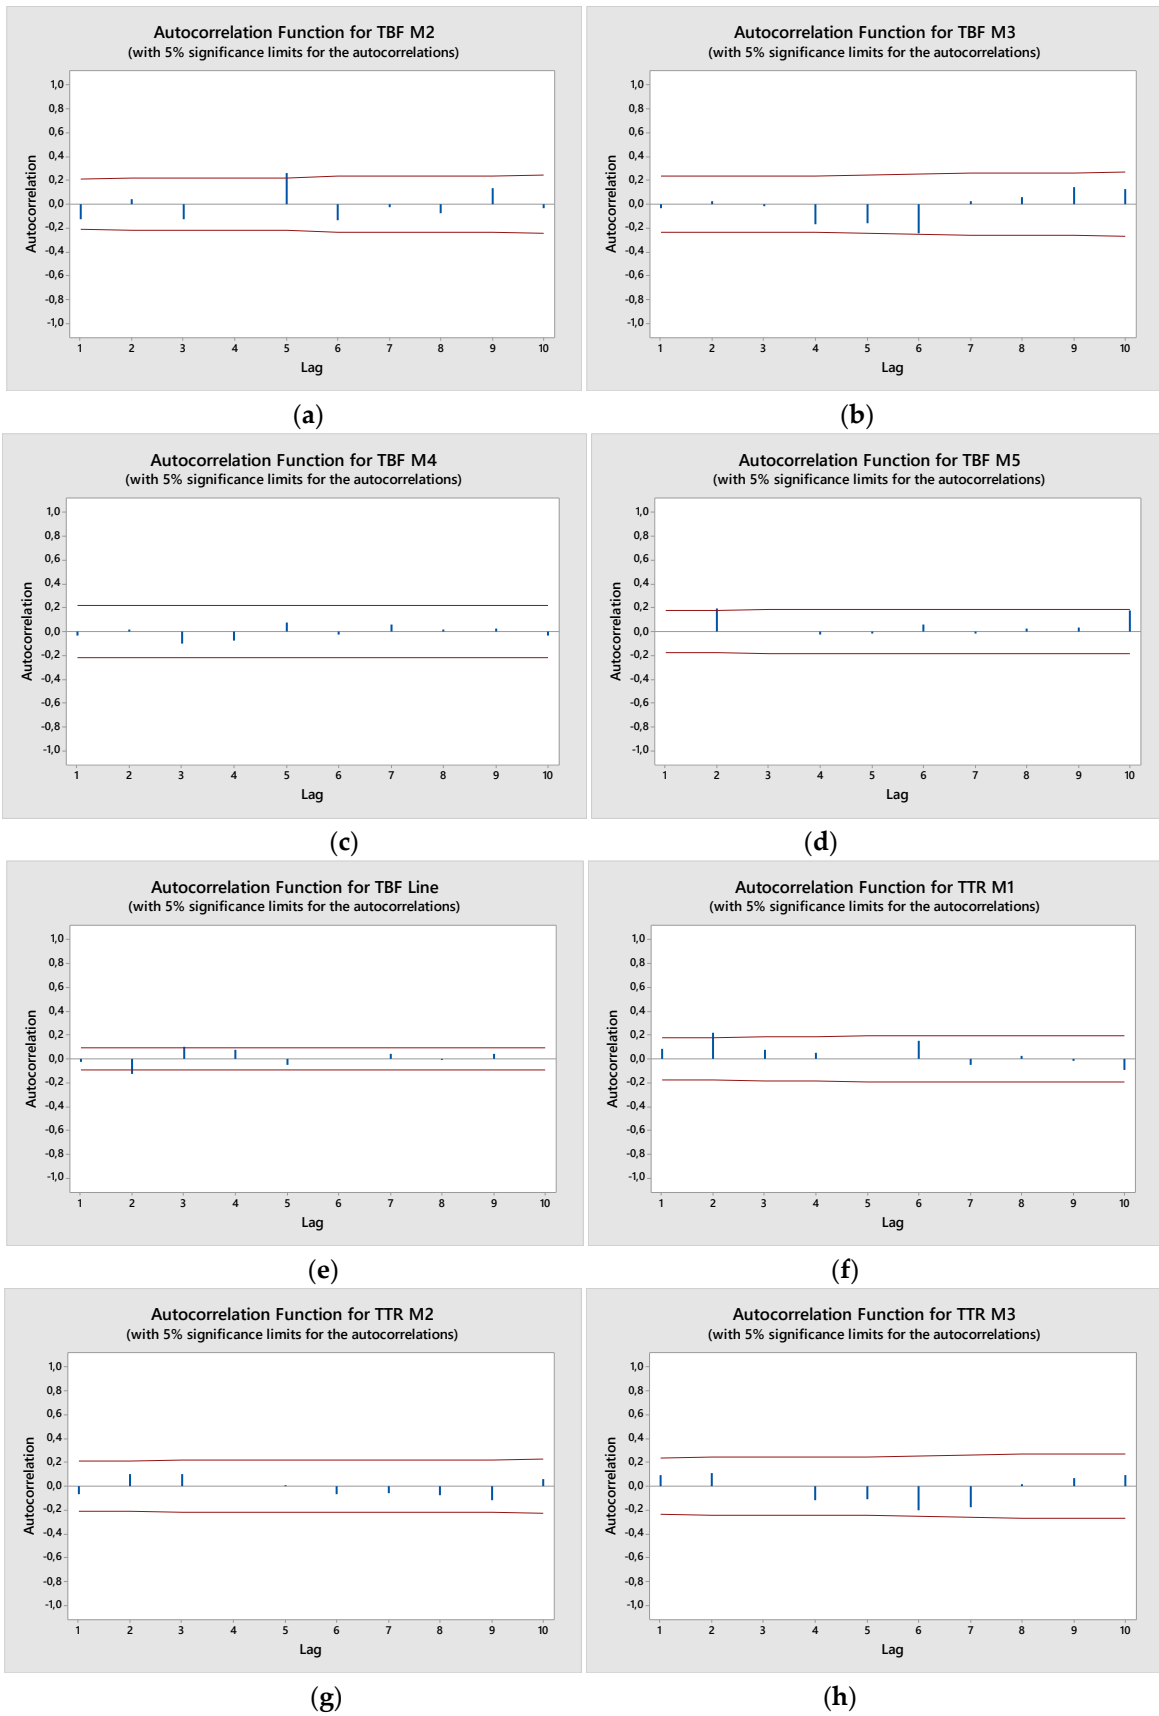 Autocorrelation Function for TBF M2
(with 5% significance limits for the autocorrelations)
Autocorrelation
1,0
0,8
0,6
0,4
0,2
0,0
-0,2
-0,4
-0,6
-0,8
-1,0
1 2 3 4 5 6 7 8 9 10
Lag
(a)
Autocorrelation Function for TBF M3
(with 5% significance limits for the autocorrelations)
Autocorrelation
1,0
0,8
0,6
0,4
0,2
0,0
-0,2
-0,4
-0,6
-0,8
-1,0
1 2 3 4 5 6 7 8 9 10
Lag
(b)
Autocorrelation Function for TBF M4
(with 5% significance limits for the autocorrelations)
Autocorrelation
1,0
0,8
0,6
0,4
0,2
0,0
-0,2
-0,4
-0,6
-0,8
-1,0
1 2 3 4 5 6 7 8 9 10
Lag
(c)
Autocorrelation Function for TBF M5
(with 5% significance limits for the autocorrelations)
Autocorrelation
1,0
0,8
0,6
0,4
0,2
0,0
-0,2
-0,4
-0,6
-0,8
-1,0
1 2 3 4 5 6 7 8 9 10
Lag
(d)
Autocorrelation Function for TBF Line
(with 5% significance limits for the autocorrelations)
Autocorrelation
1,0
0,8
0,6
0,4
0,2
0,0
-0,2
-0,4
-0,6
-0,8
-1,0
1 2 3 4 5 6 7 8 9 10
Lag
(e)
Autocorrelation Function for TTR M1
(with 5% significance limits for the autocorrelations)
Autocorrelation
1,0
0,8
0,6
0,4
0,2
0,0
-0,2
-0,4
-0,6
-0,8
-1,0
1 2 3 4 5 6 7 8 9 10
Lag
(f)
Autocorrelation Function for TTR M2
(with 5% significance limits for the autocorrelations)
Autocorrelation
1,0
0,8
0,6
0,4
0,2
0,0
-0,2
-0,4
-0,6
-0,8
-1,0
1 2 3 4 5 6 7 8 9 10
Lag
(g)
Autocorrelation Function for TTR M3
(with 5% significance limits for the autocorrelations)
Autocorrelation
1,0
0,8
0,6
0,4
0,2
0,0
-0,2
-0,4
-0,6
-0,8
-1,0
1 2 3 4 5 6 7 8 9 10
Lag
(h)